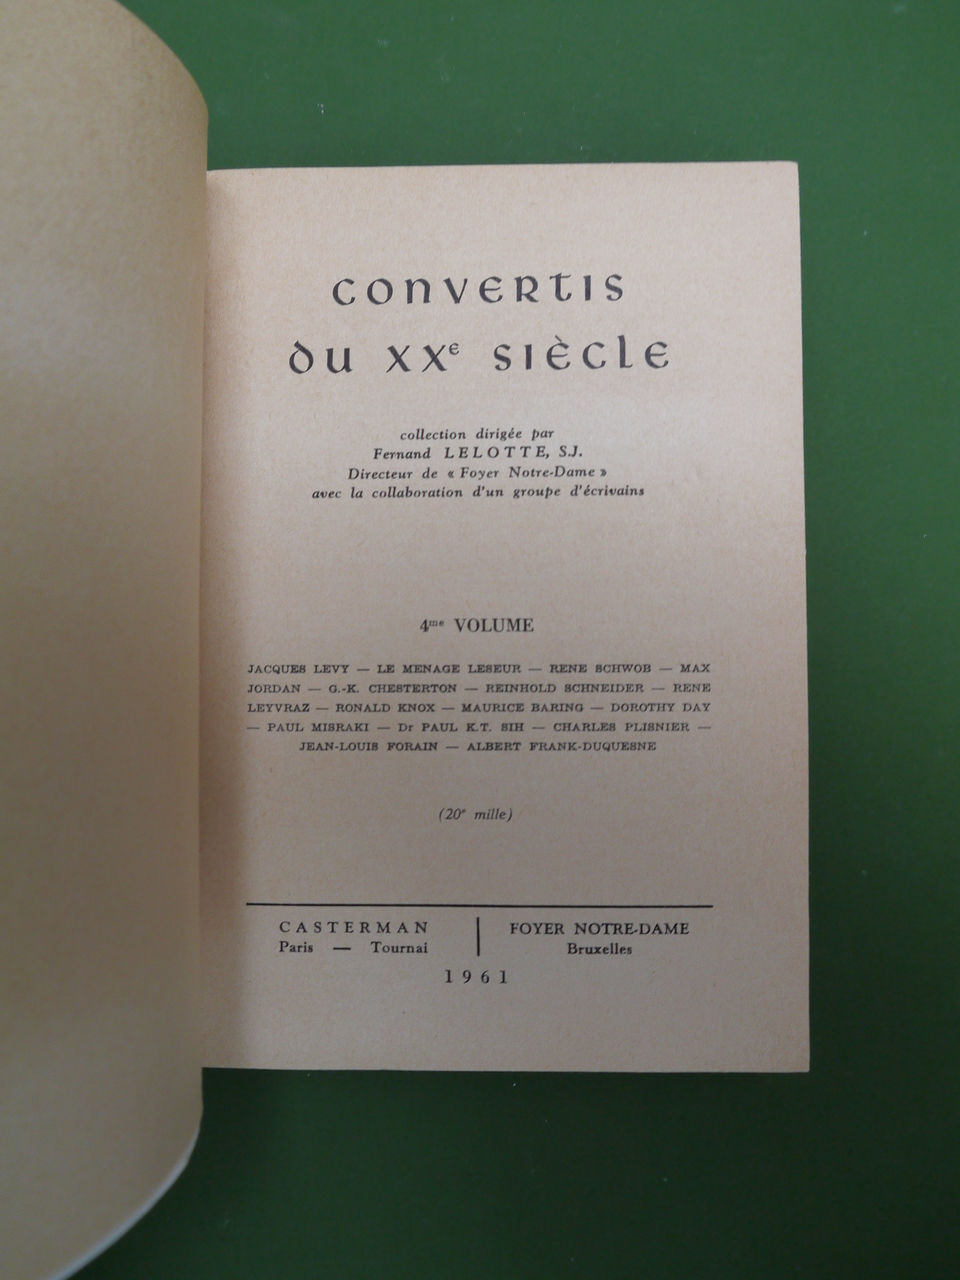 CONVERTIS
DU XXe SIÈCLE
collection dirigée par
Fernand LELOTTE, S.J.
Directeur de « Foyer Notre-Dame »
avec la collaboration d'un groupe d'écrivains
4me VOLUME
JACQUES LEVY — LE MENAGE LESEUR — RENE SCHWOB — MAX
JORDAN — G.-K. CHESTERTON — REINHOLD SCHNEIDER — RENE
LEYVRAZ — RONALD KNOX — MAURICE BARING — DOROTHY DAY
— PAUL MISRAKI — Dr PAUL K.T. SIH — CHARLES PLISNIER —
JEAN-LOUIS FORAIN — ALBERT FRANK-DUQUESNE
(20e mille)
CASTERMAN
Paris — Tournai
FOYER NOTRE-DAME
Bruxelles
1961